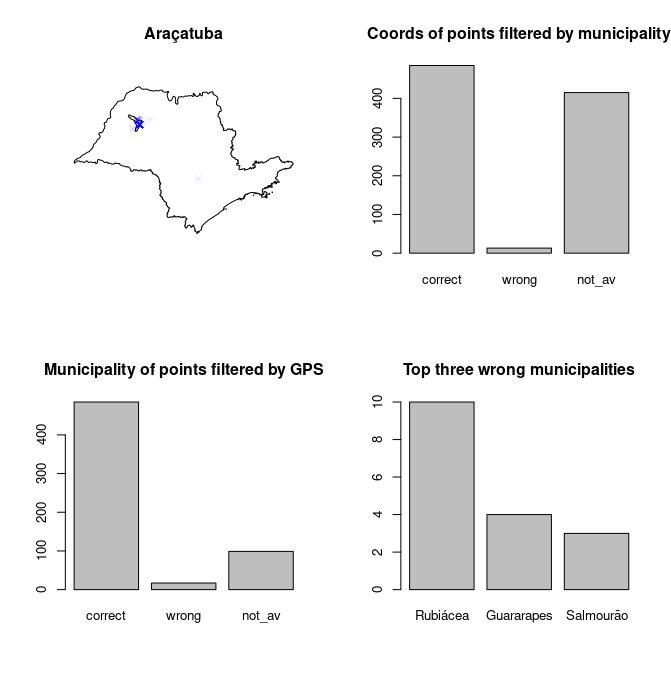 Araçatuba
Coords of points filtered by municipality
400
300
200
100
0
correct wrong not_av
Municipality of points filtered by GPS
400
300
200
100
0
correct wrong not_av
Top three wrong municipalities
10
8
6
4
2
0
Rubiácea Guararapes Salmourão